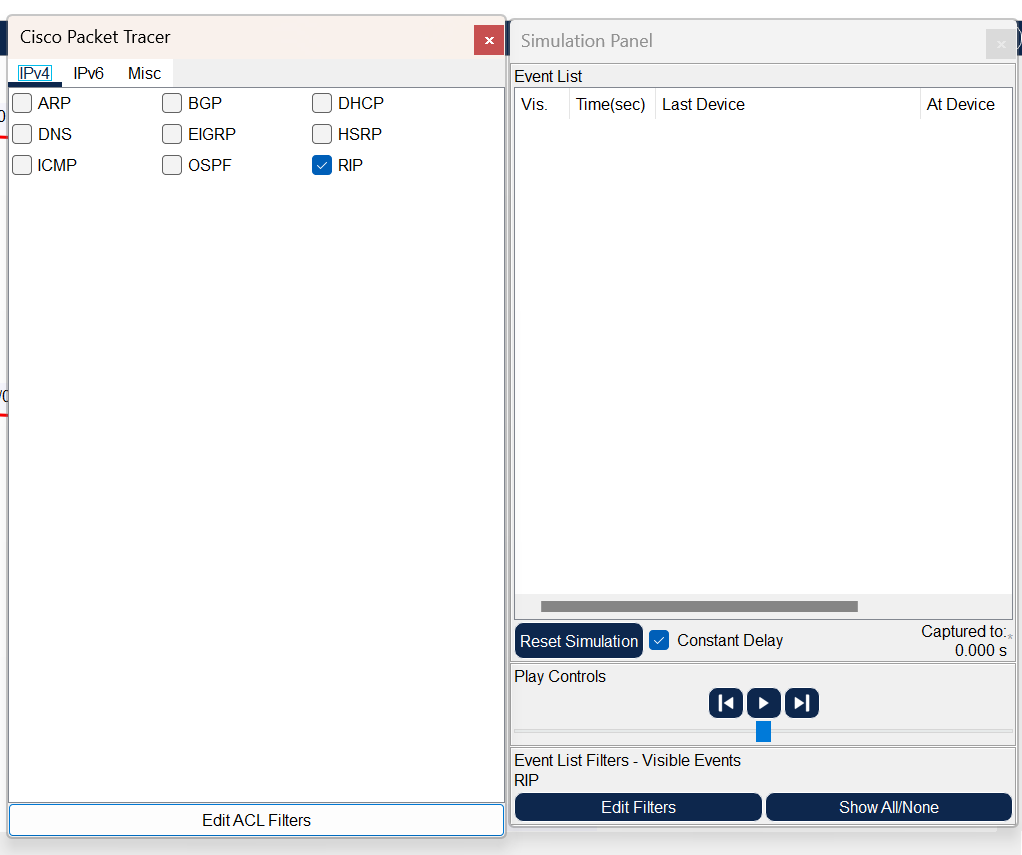 Cisco Packet Tracer
IPv4 IPv6 Misc
ARP BGP DHCP
DNS EIGRP HSRP
ICMP OSPF RIP
Edit ACL Filters
Simulation Panel
Event List
Vis. Time(sec) Last Device At Device
Reset Simulation Constant Delay
Captured to:*
0.000 s
Play Controls
Event List Filters - Visible Events
RIP
Edit Filters Show All/None